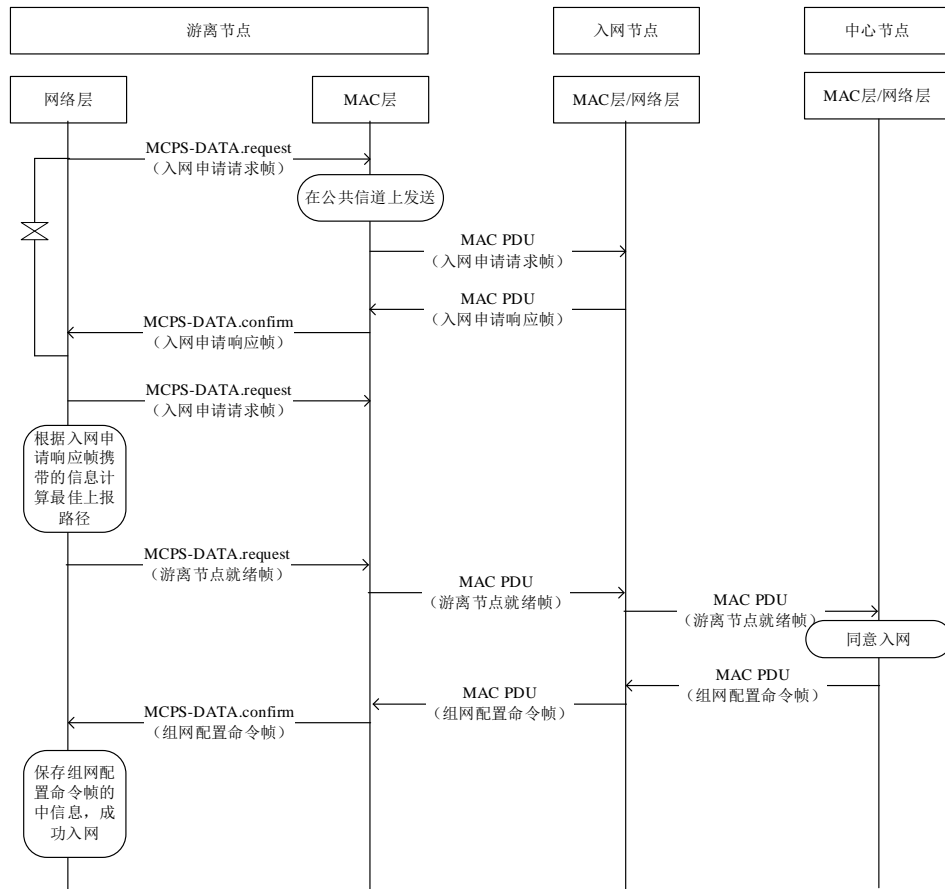 游离节点
入网节点
中心节点
网络层
MAC层
MAC层/网络层
MAC层/网络层
MCPS-DATA.request
（入网申请请求帧）
在公共信道上发送
MAC PDU
（入网申请请求帧）
MAC PDU
（入网申请响应帧）
MCPS-DATA.confirm
（入网申请响应帧）
MCPS-DATA.request
（入网申请请求帧）
根据入网申
请响应帧携
带的信息计
算最佳上报
路径
MCPS-DATA.request
（游离节点就绪帧）
MAC PDU
（游离节点就绪帧）
MAC PDU
（游离节点就绪帧）
同意入网
MAC PDU
（组网配置命令帧）
MAC PDU
（组网配置命令帧）
MCPS-DATA.confirm
（组网配置命令帧）
保存组网配
置命令帧的
中信息，成
功入网